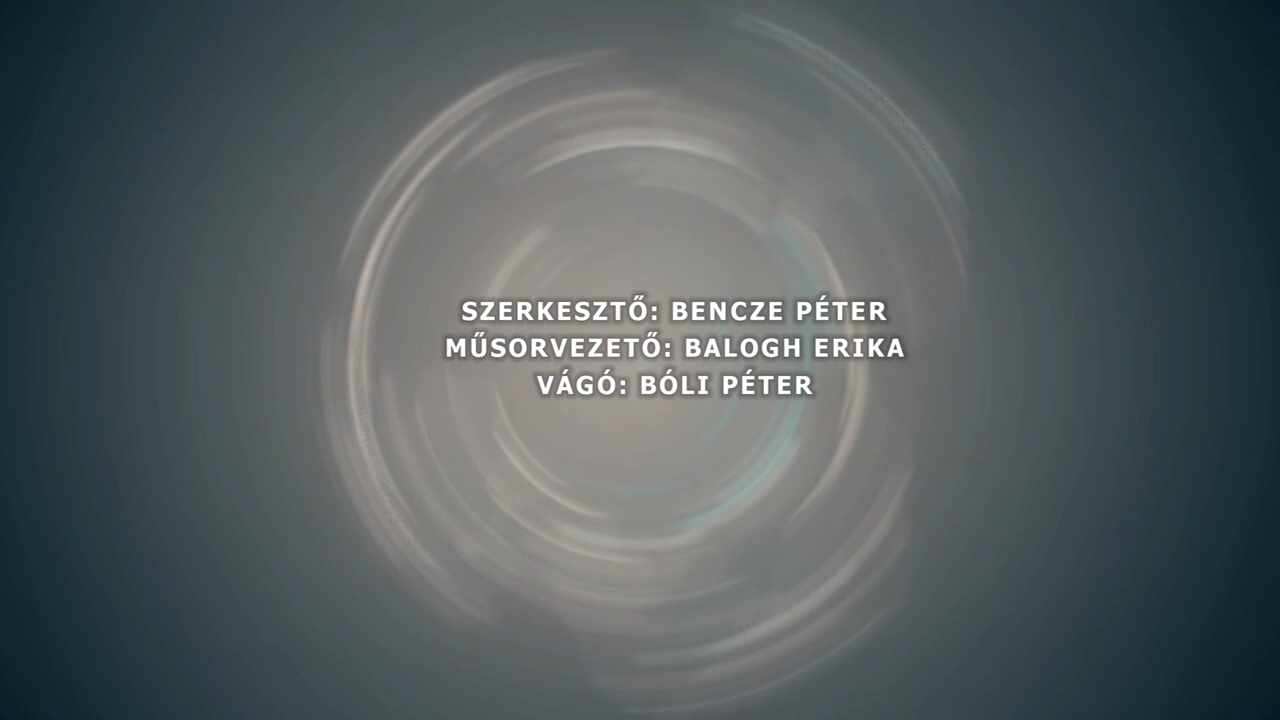 SZERKESZTŐ: BENCZE PÉTER
MŰSORVEZETŐ: BALOGH ERIKA
VÁGÓ: BÓLI PÉTER